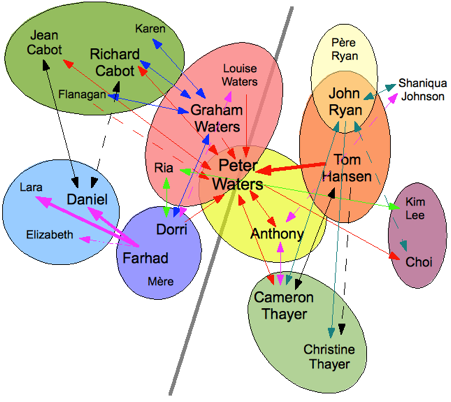 Jean
Cabot
Karen
Richard
Cabot
Flanagan
Louise
Waters
Graham
Waters
Père
Ryan
John
Ryan
Shaniqua
Johnson
Ria
Peter
Waters
Tom
Hansen
Lara
Daniel
Elizabeth
Dorri
Farhad
Mère
Anthony
Kim
Lee
Choi
Cameron
Thayer
Christine
Thayer